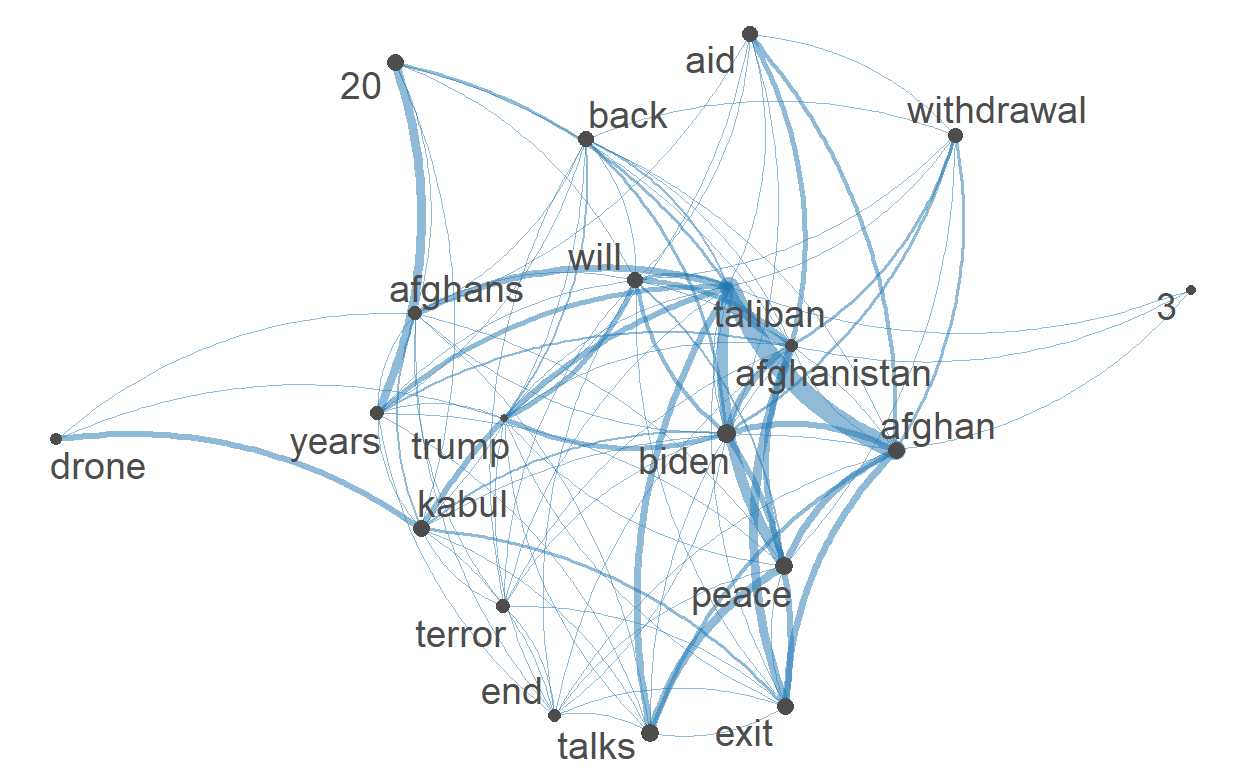 aid
20
back
withdrawal
will
afghans
taliban
3
afghanistan
afghan
years
trump
biden
drone
kabul
peace
terror
end
exit
talks